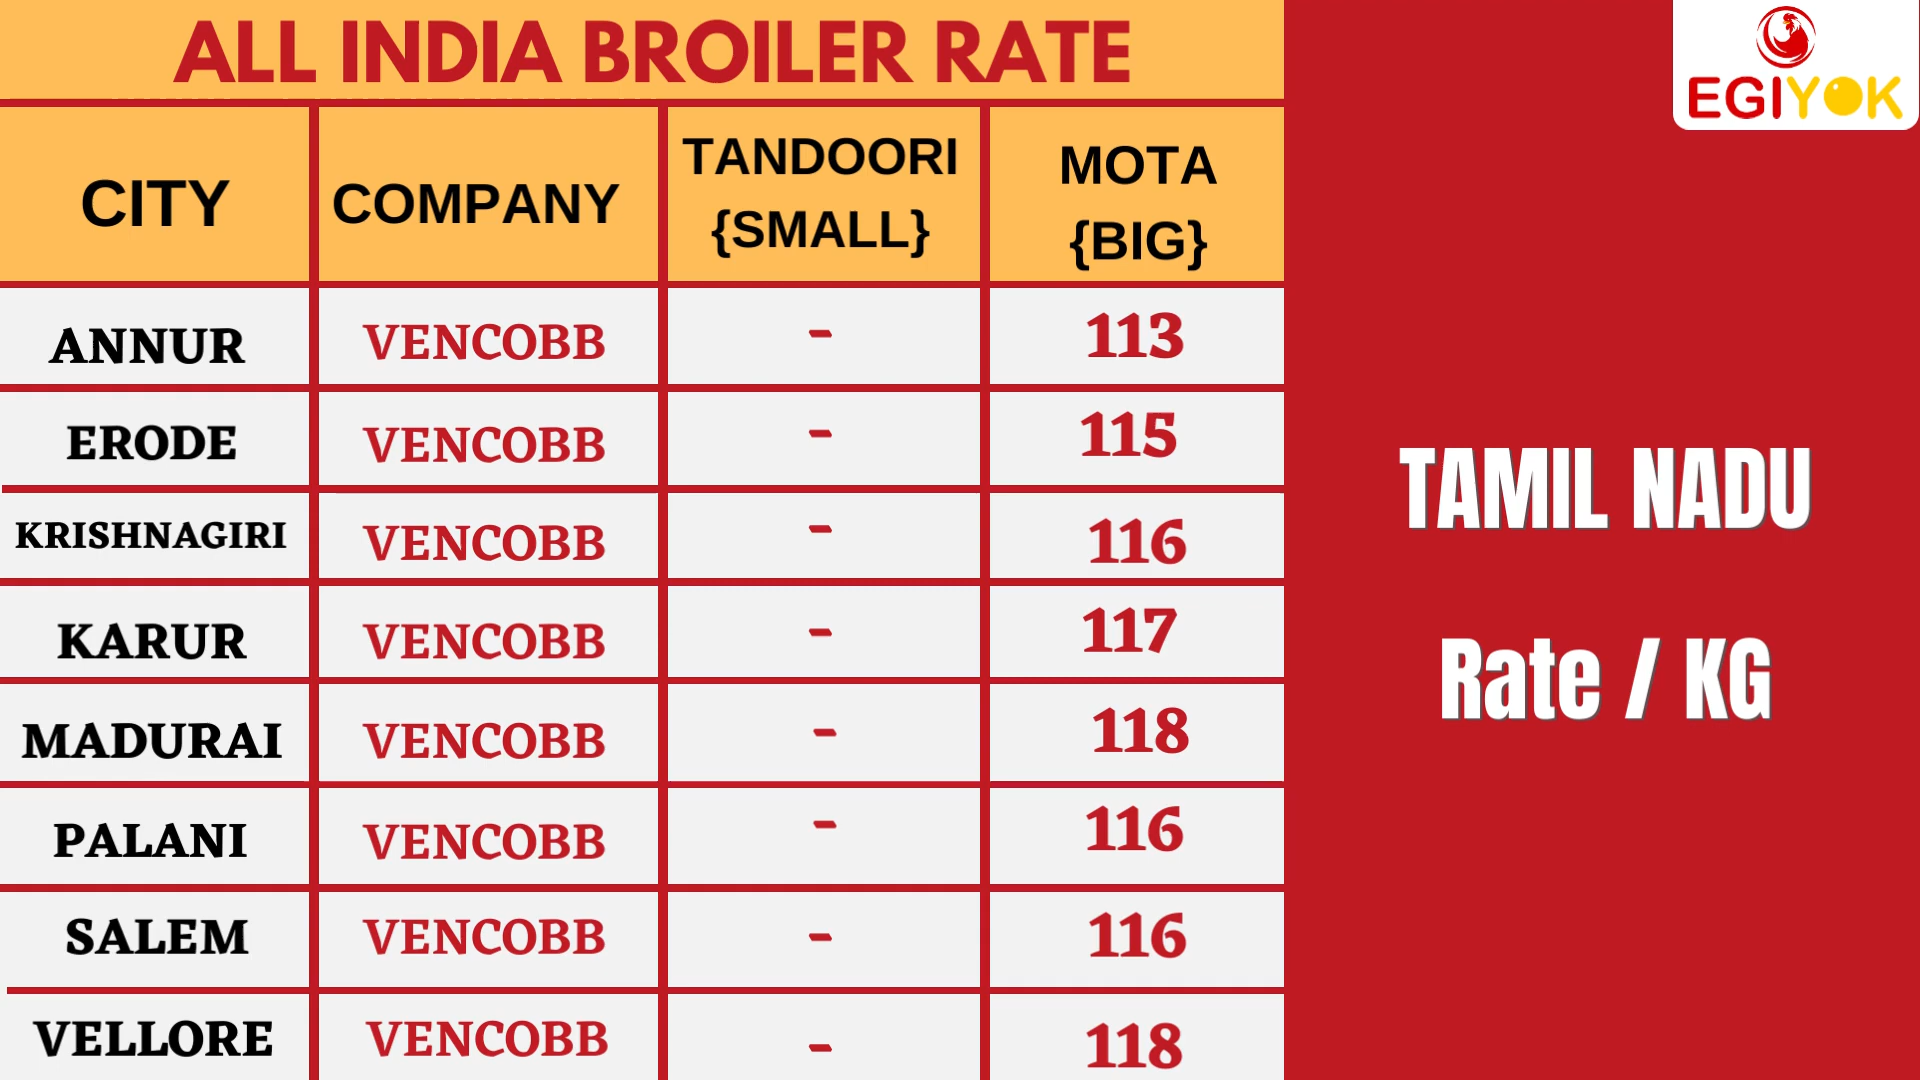 ALL INDIA BROILER RATE
EGIYOK
CITY COMPANY TANDOORI {SMALL} MOTA {BIG}
ANNUR VENCOBB - 113
ERODE VENCOBB - 115
KRISHNAGIRI VENCOBB - 116
KARUR VENCOBB - 117
MADURAI VENCOBB - 118
PALANI VENCOBB - 116
SALEM VENCOBB - 116
VELLORE VENCOBB - 118
TAMIL NADU
Rate / KG